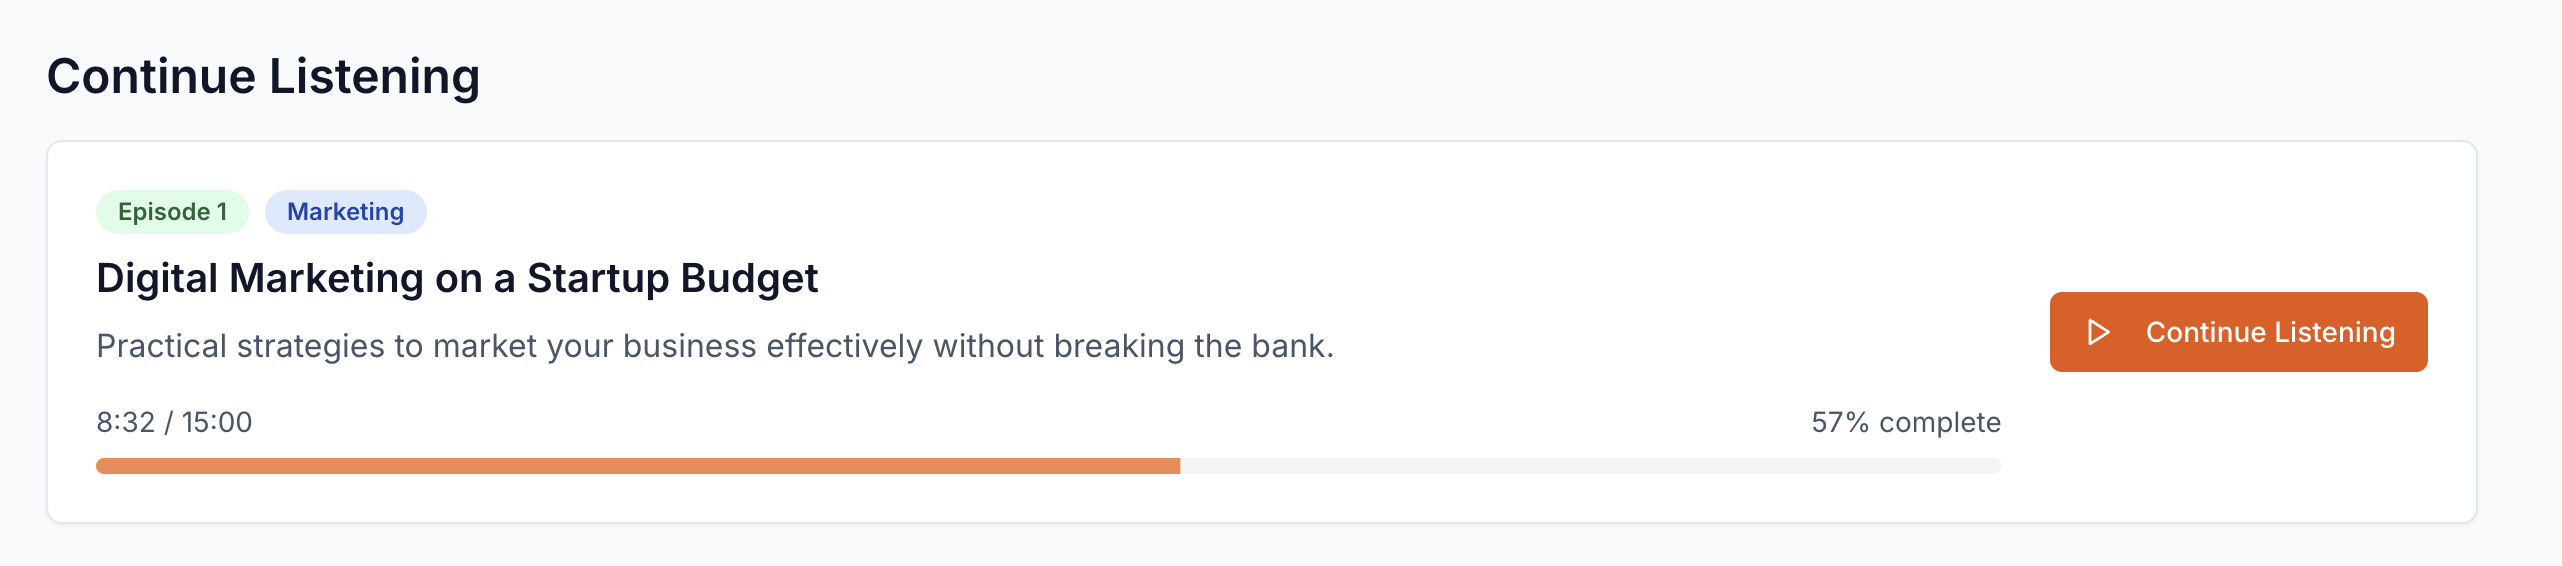 Continue Listening
Episode 1 Marketing
Digital Marketing on a Startup Budget
Practical strategies to market your business effectively without breaking the bank.
Continue Listening
8:32 / 15:00 57% complete